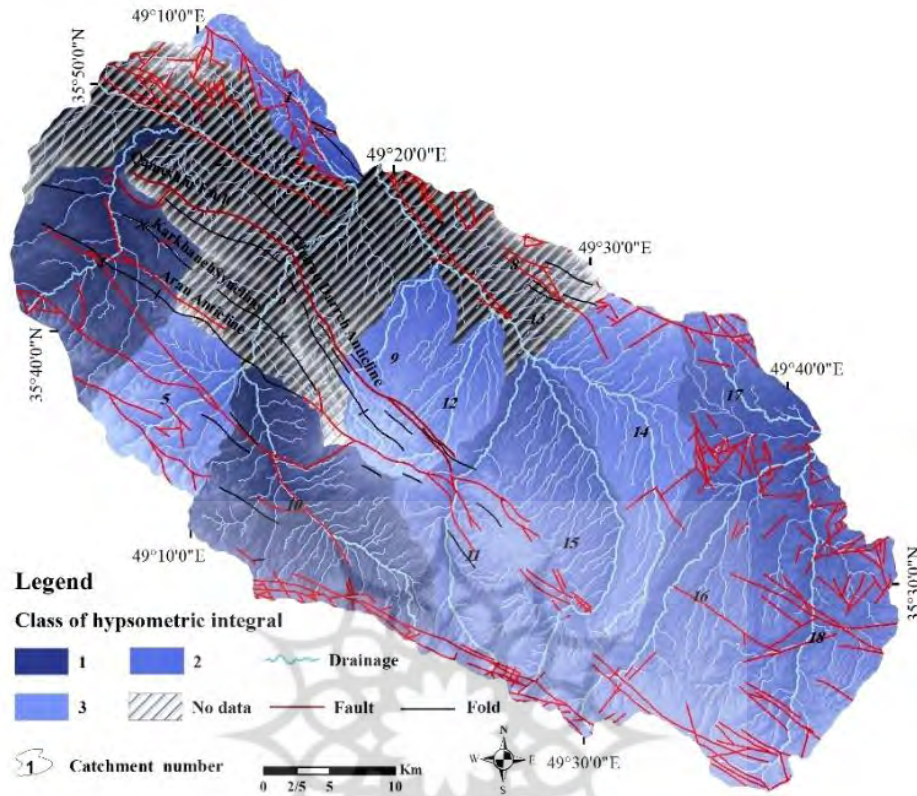 49°10'0"E
35°50'0"N
49°20'0"E
49°30'0"E
Karkhaneh Syncline
Aran Anticline
Darreh Anticline
8
13
35°40'0"N
9
49°40'0"E
17
5
12
14
10
49°10'0"E
11
15
35°30'0"N
16
18
Legend
Class of hypsometric integral
1
2
Drainage
3
No data
Fault
Fold
1
Catchment number
Km
0
2/5
5
10
N
W
E
S
49°30'0"E